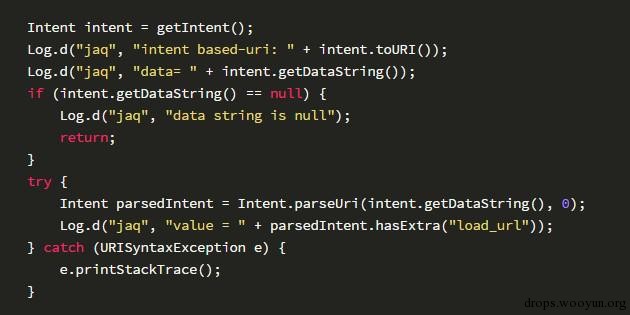 Intent intent = getIntent();
Log.d("jaq", "intent based-uri: " + intent.toURI());
Log.d("jaq", "data= " + intent.getDataString());
if (intent.getDataString() == null) {
    Log.d("jaq", "data string is null");
    return;
}
try {
    Intent parsedIntent = Intent.parseUri(intent.getDataString(), 0);
    Log.d("jaq", "value = " + parsedIntent.hasExtra("load_url"));
} catch (URISyntaxException e) {
    e.printStackTrace();
}
drops.wooyun.org